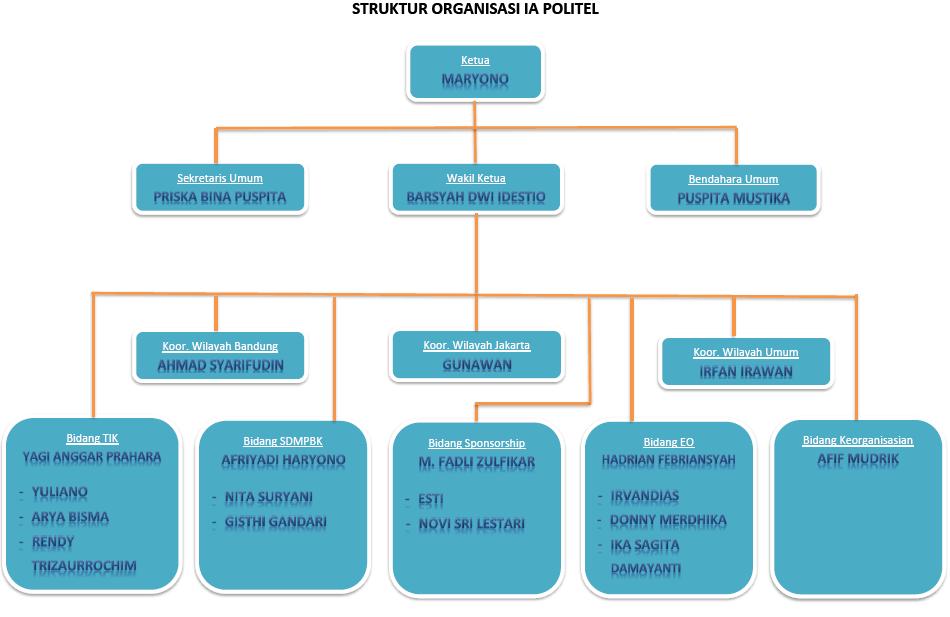 STRUKTUR ORGANISASI IA POLITEL
Ketua
MARYONO
Sekretaris Umum
PRISKA BINA PUSPITA
Wakil Ketua
BARSYAH DWI IDESTIO
Bendahara Umum
PUSPITA MUSTIKA
Koor. Wilayah Bandung
AHMAD SYARIFUDIN
Koor. Wilayah Jakarta
GUNAWAN
Koor. Wilayah Umum
IRFAN IRAWAN
Bidang TIK
YAGI ANGGAR PRAHARA
- YULIANO
- ARYA BISMA
- RENDY
TRIZAURROCHIM
Bidang SDMPBK
AFRIYADI HARYONO
- NITA SURYANI
- GISTHI GANDARI
Bidang Sponsorship
M. FADLI ZULFIKAR
- ESTI
- NOVI SRI LESTARI
Bidang EO
HADRIAN FEBRIANSYAH
- IRVANDIAS
- DONNY MERDHIKA
- IKA SAGITA
DAMAYANTI
Bidang Keorganisasian
AFIF MUDRIK